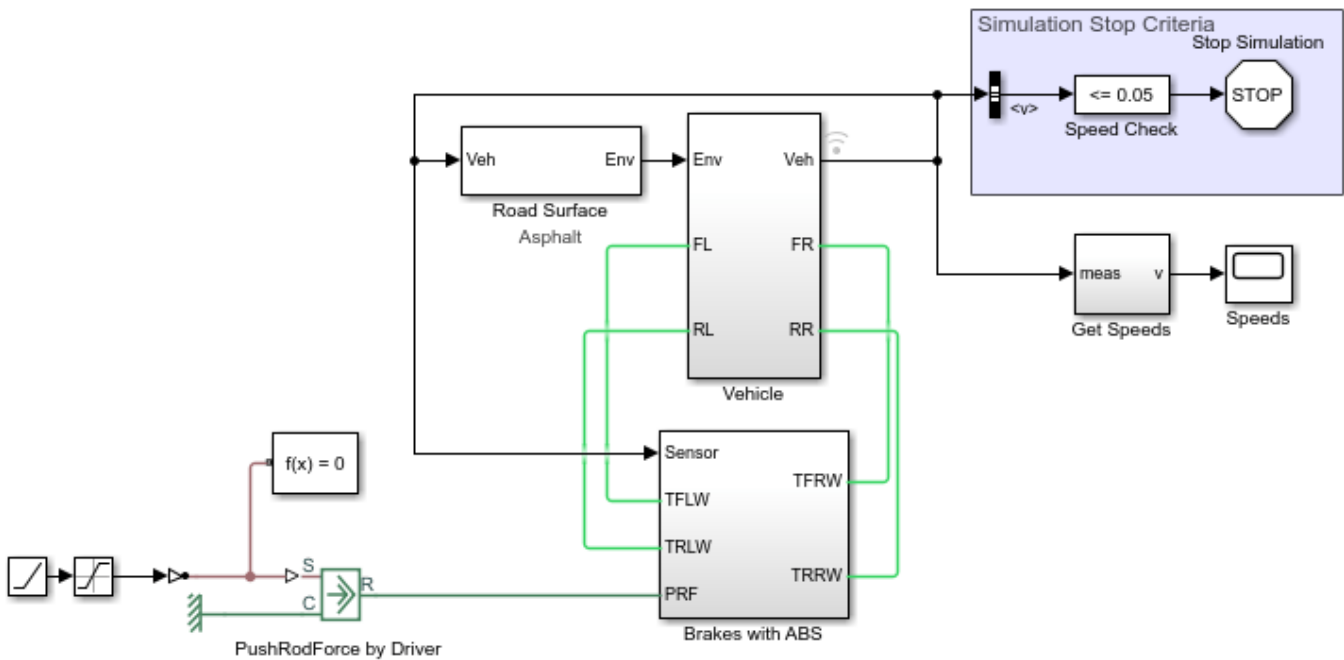 Simulation Stop Criteria
Stop Simulation
<v>
<= 0.05
STOP
Speed Check
Veh
Env
Road Surface
Asphalt
Env
Veh
FL
FR
RL
RR
Vehicle
meas
v
Get Speeds
Speeds
Sensor
TFLW
TFRW
TRLW
TRRW
PRF
Brakes with ABS
f(x) = 0
S
C
R
PushRodForce by Driver